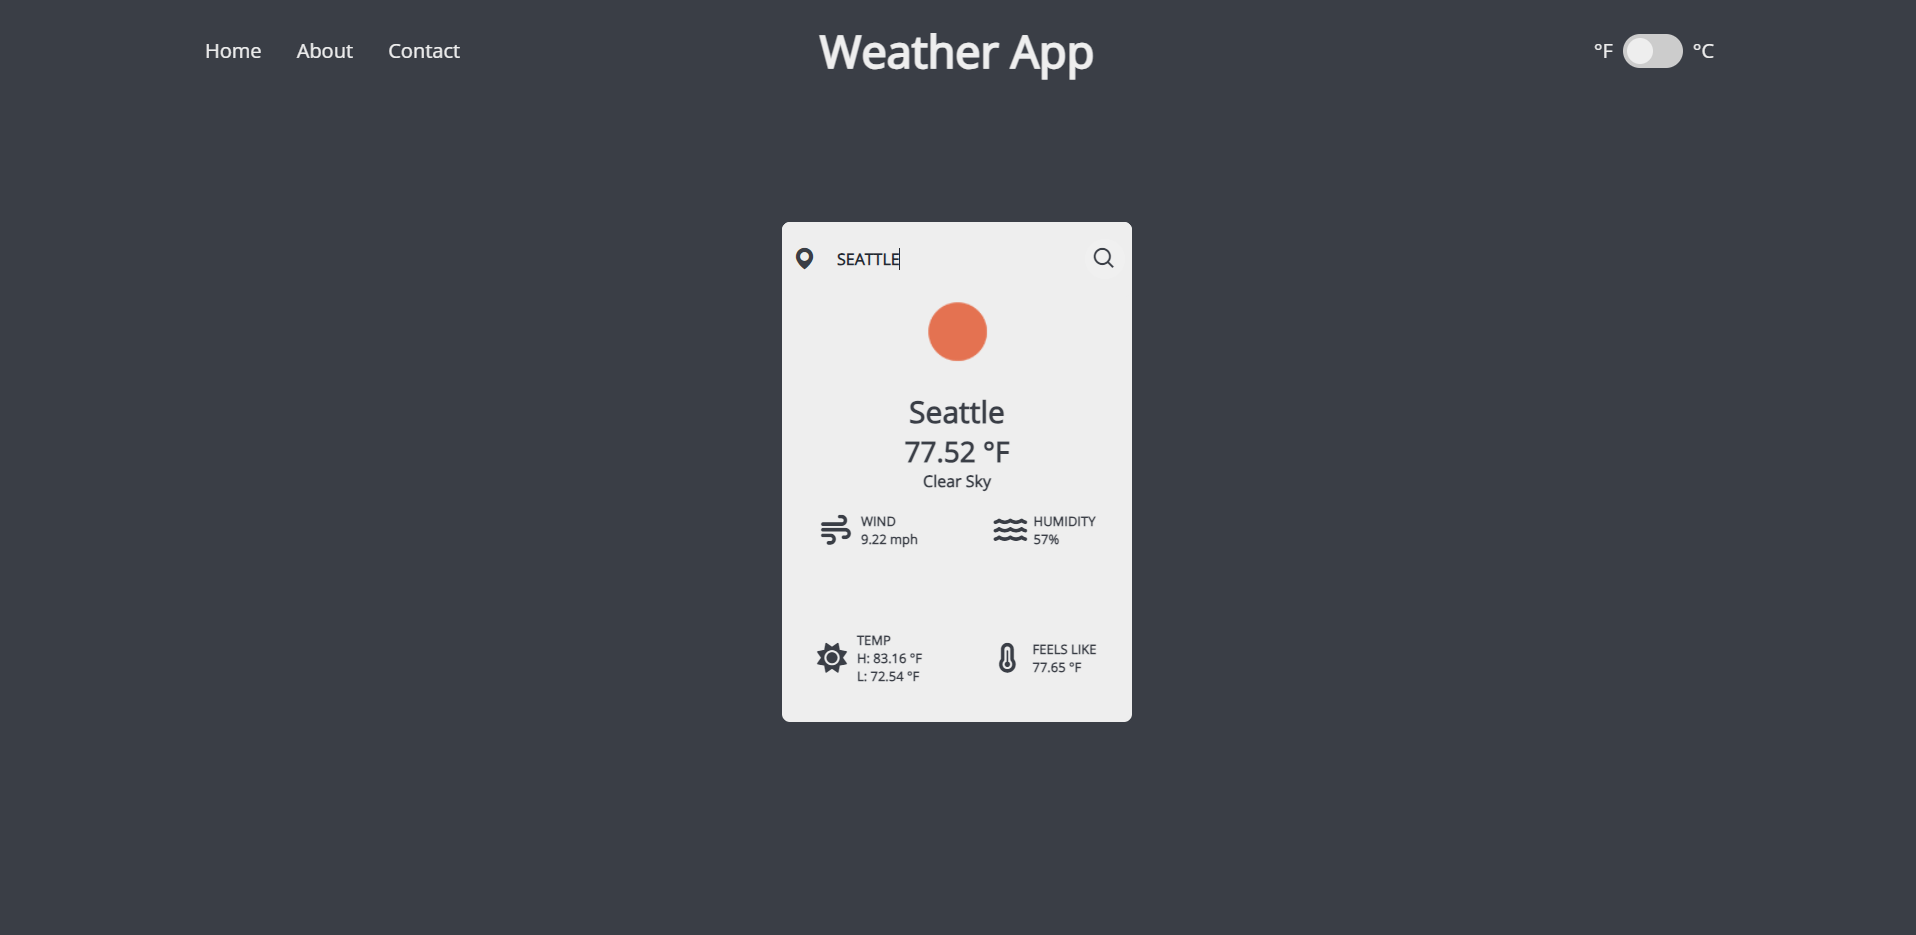 Home About Contact
Weather App
°F °C
SEATTLE
Seattle
77.52 °F
Clear Sky
WIND
9.22 mph
HUMIDITY
57%
TEMP
H: 83.16 °F
L: 72.54 °F
FEELS LIKE
77.65 °F